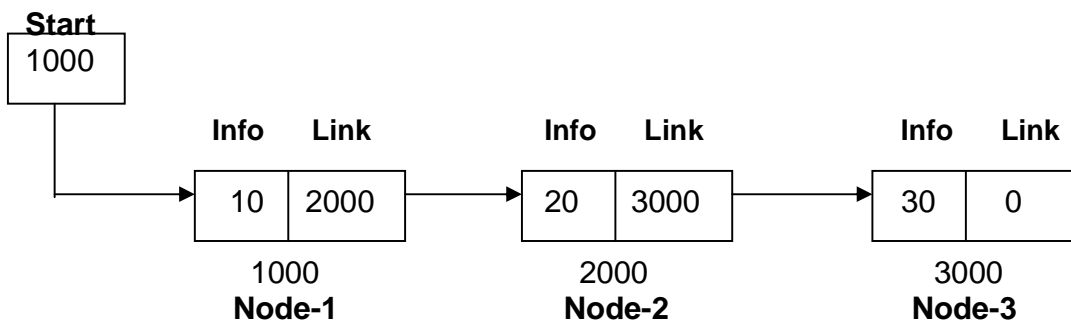 Start
1000
Info Link Info Link Info Link
10 2000 20 3000 30 0
1000 2000 3000
Node-1 Node-2 Node-3